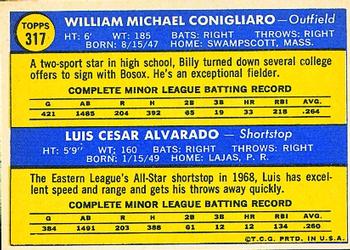 TOPPS
317
WILLIAM MICHAEL CONIGLIARO —Outfield
HT: 6' WT: 185 BATS: RIGHT THROWS: RIGHT
BORN: 8/15/47 HOME: SWAMPSCOTT, MASS.
A two-sport star in high school, Billy turned down several college
offers to sign with Bosox. He's an exceptional fielder.
COMPLETE MINOR LEAGUE BATTING RECORD
G AB R H 2B 3B HR RBI AVG.
421 1485 204 392 65 19 33 218 .264
LUIS CESAR ALVARADO —Shortstop
HT: 5'9" WT: 160 BATS: RIGHT THROWS: RIGHT
BORN: 1/15/49 HOME: LAJAS, P. R.
The Eastern League's All-Star shortstop in 1968, Luis has ex-
celent speed and range and gets his throws away quickly.
COMPLETE MINOR LEAGUE BATTING RECORD
G AB R H 2B 3B HR RBI AVG.
384 1491 203 388 61 12 12 134 .260
©T.C.G. PRTD. IN U.S.A.